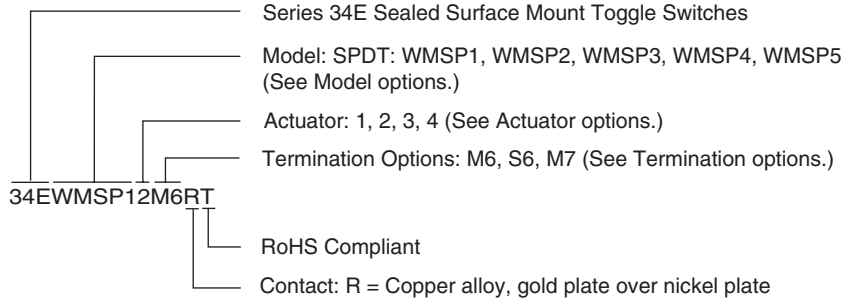 Series 34E Sealed Surface Mount Toggle Switches
Model: SPDT: WMSP1, WMSP2, WMSP3, WMSP4, WMSP5
(See Model options.)
Actuator: 1, 2, 3, 4 (See Actuator options.)
Termination Options: M6, S6, M7 (See Termination options.)
34EWMSP12M6RT
RoHS Compliant
Contact: R = Copper alloy, gold plate over nickel plate